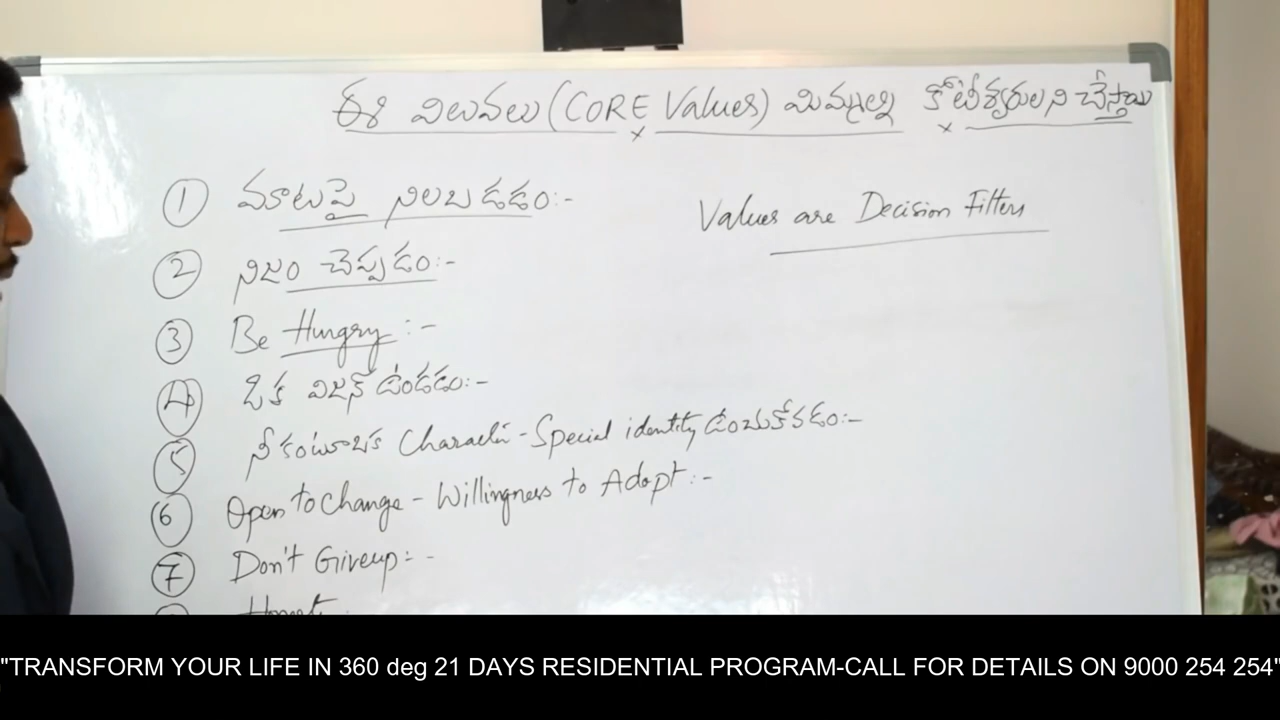 ఈ విలువలు (CORE Values) మిమ్మల్ని కోటీశ్వరులని చేస్తాయి
① మాటపై నిలబడడం:-
Values are Decision Filters
② నిజం చెప్పడం:-
③ Be Hungry :-
④ ఓక విజన్ ఉండడం:-
⑤ నీకంటూ ఒక Character - Special identity ఉంచుకోవడం:-
⑥ Open to change - Willingness to Adopt :-
⑦ Don't Giveup: -
"TRANSFORM YOUR LIFE IN 360 deg 21 DAYS RESIDENTIAL PROGRAM-CALL FOR DETAILS ON 9000 254 254"